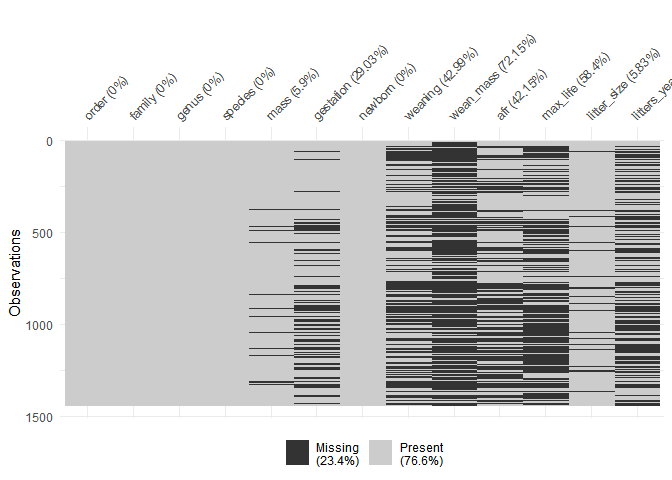 order (0%)
family (0%)
genus (0%)
species (0%)
mass (5.9%)
gestation (29.03%)
newborn (0%)
weaning (42.99%)
wean_mass (72.15%)
afr (42.15%)
max_life (58.4%)
litter_size (5.83%)
litters_yea
0
500
1000
1500
Observations
Missing
(23.4%)
Present
(76.6%)